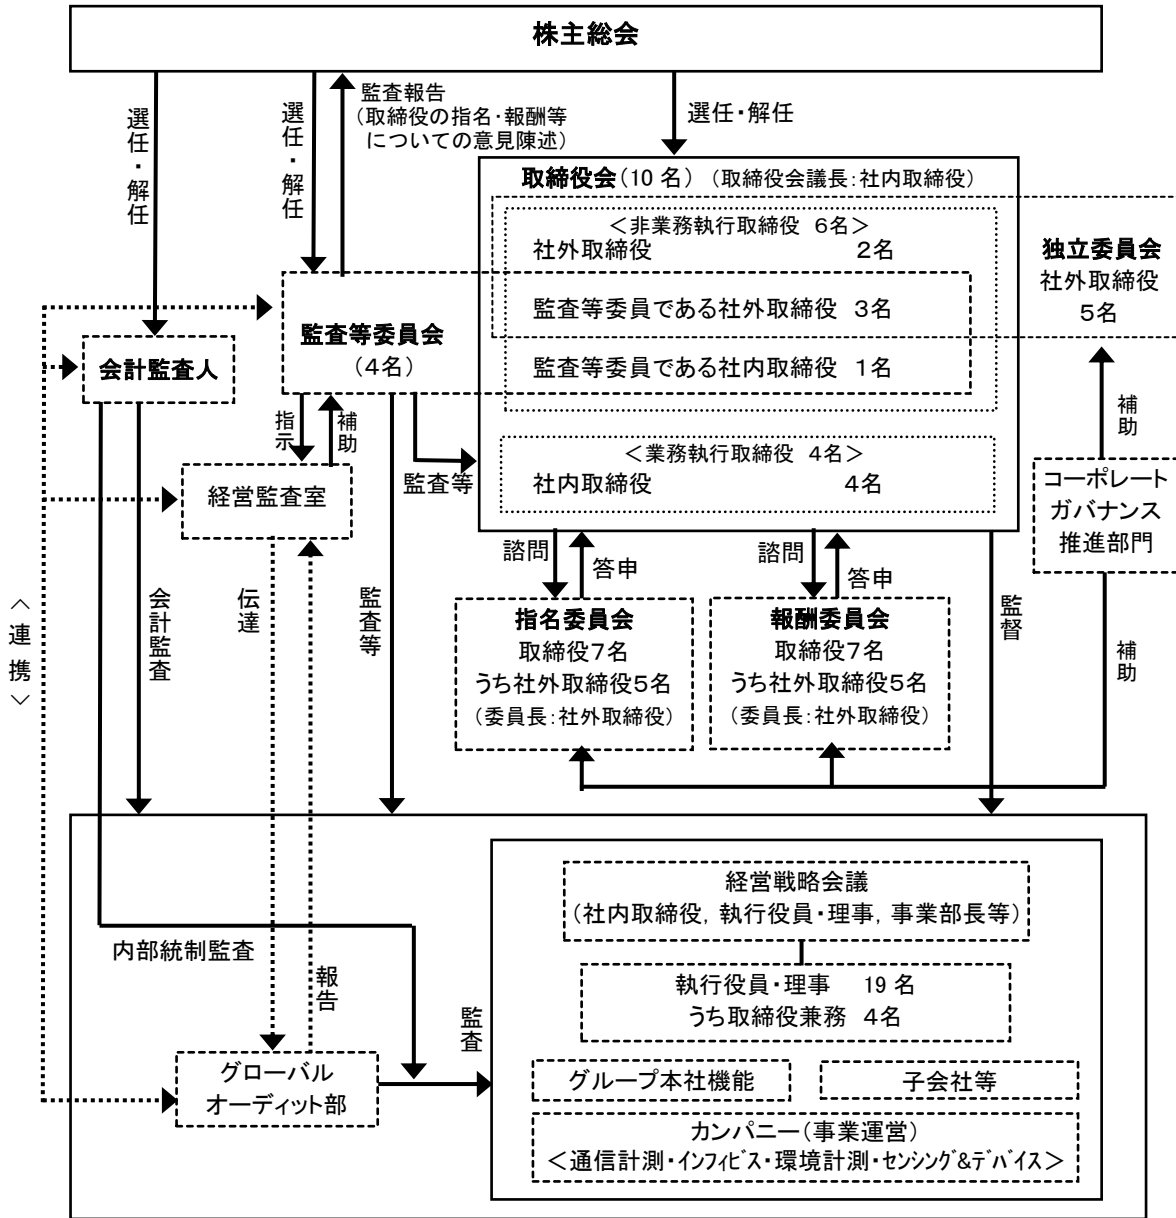 株主総会
選任・解任
選任・解任
監査報告
(取締役の指名・報酬等
についての意見陳述)
選任・解任
取締役会(10名) (取締役会議長:社内取締役)
<非業務執行取締役 6名>
社外取締役 2名
監査等委員である社外取締役 3名
監査等委員である社内取締役 1名
独立委員会
社外取締役
5名
監査等委員会
(4名)
会計監査人
指示
補助
監査等
<業務執行取締役 4名>
社内取締役 4名
補助
経営監査室
コーポレート
ガバナンス
推進部門
諮問
答申
諮問
答申
<連携>
会計監査
伝達
監査等
監督
補助
指名委員会
取締役7名
うち社外取締役5名
(委員長:社外取締役)
報酬委員会
取締役7名
うち社外取締役5名
(委員長:社外取締役)
経営戦略会議
(社内取締役, 執行役員・理事, 事業部長等)
内部統制監査
報告
監査
執行役員・理事 19名
うち取締役兼務 4名
グローバル
オーディット部
グループ本社機能
子会社等
カンパニー(事業運営)
<通信計測・インフィビス・環境計測・センシング&デバイス>